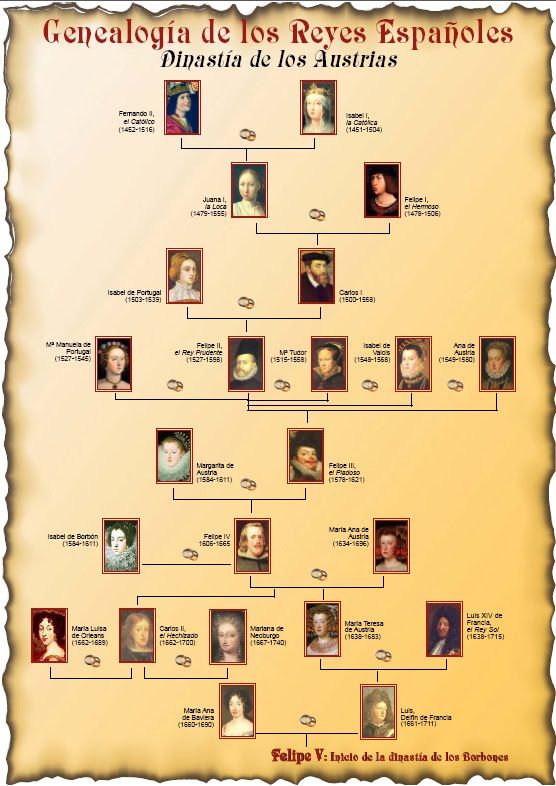 Genealogía de los Reyes Españoles
Dinastía de los Austrias
Fernando II,
el Católico
(1452-1516)
Isabel I,
la Católica
(1451-1504)
Juana I,
la Loca
(1479-1555)
Felipe I,
el Hermoso
(1478-1506)
Isabel de Portugal
(1503-1539)
Carlos I
(1500-1558)
Mª Manuela de
Portugal
(1527-1545)
Felipe II,
el Rey Prudente
(1527-1598)
Mª Tudor
(1515-1558)
Isabel de
Valois
(1548-1568)
Ana de
Austria
(1549-1580)
Margarita de
Austria
(1584-1611)
Felipe III,
el Piadoso
(1578-1621)
Isabel de Borbón
(1584-1611)
Felipe IV
1606-1665
María Ana de
Austria
(1634-1696)
María Luisa
de Orleans
(1662-1689)
Carlos II,
el Hechizado
(1662-1700)
Mariana de
Neoburgo
(1667-1740)
María Teresa
de Austria
(1638-1683)
Luis XIV de
Francia,
el Rey Sol
(1638-1715)
María Ana
de Baviera
(1660-1690)
Luis,
Delfín de Francia
(1661-1711)
Felipe V: Inicio de la dinastía de los Borbones